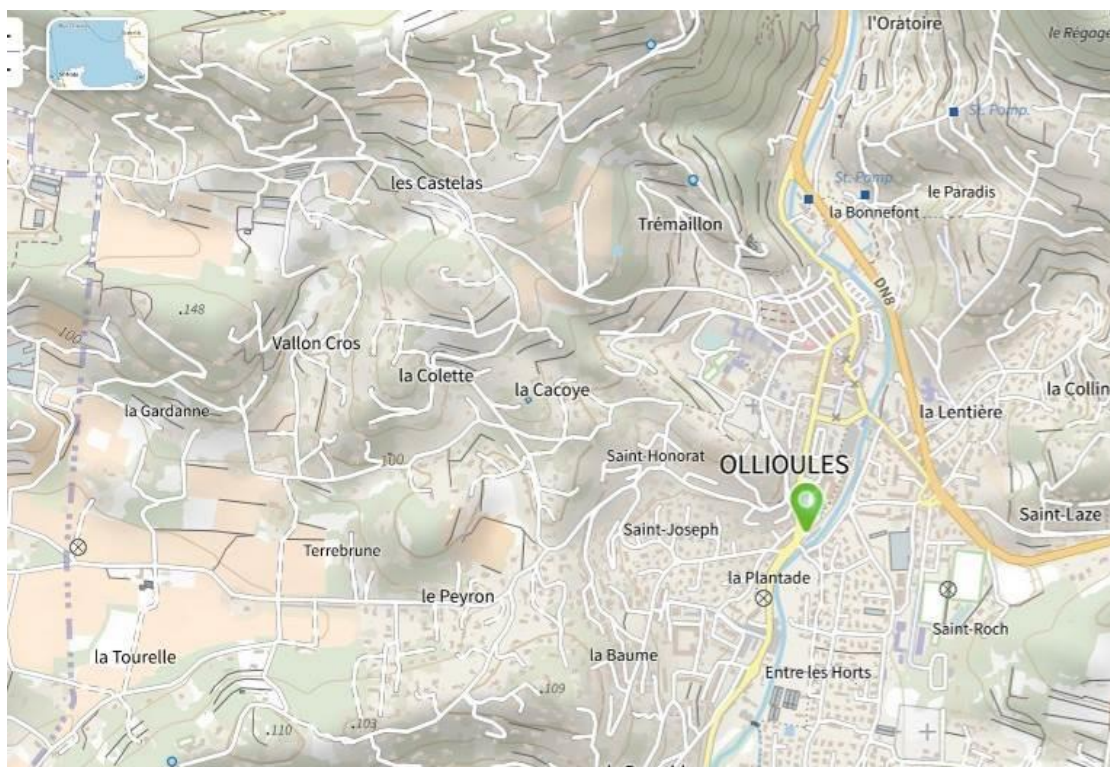 l'Oratoire
le Régage
St. Pomp.
les Castelas
St. Pomp.
le Paradis
la Bonnefont
Trémaillon
DN8
.148
100
Vallon Cros
la Colette
la Cacoye
la Gardanne
la Collin
la Lentière
100
Saint-Honorat
OLLIOULES
Saint-Joseph
Saint-Laze
Terrebrune
la Plantade
le Peyron
Saint-Roch
la Tourelle
la Baume
Entre les Horts
.109
.103
.110